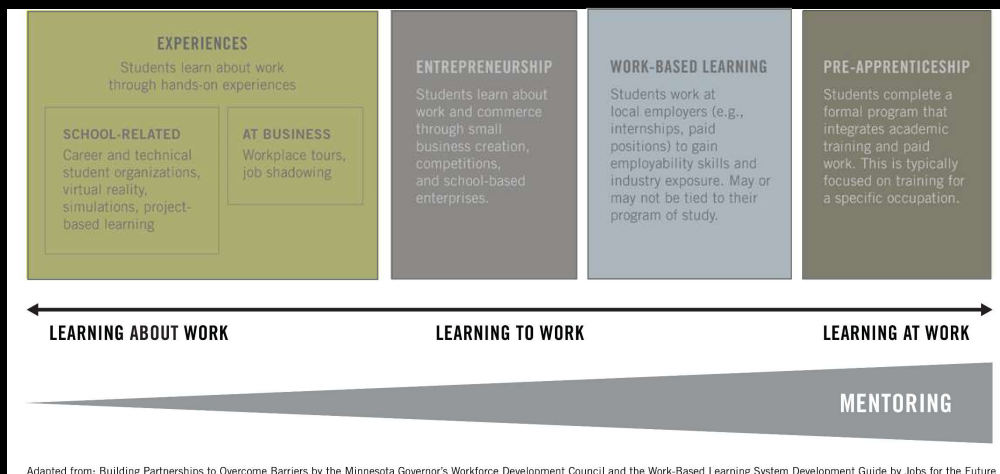 EXPERIENCES
Students learn about work
through hands-on experiences
SCHOOL-RELATED
Career and technical
student organizations,
virtual reality,
simulations, project-
based learning
AT BUSINESS
Workplace tours,
job shadowing
ENTREPRENEURSHIP
Students learn about
work and commerce
through small
business creation,
competitions,
and school-based
enterprises.
WORK-BASED LEARNING
Students work at
local employers (e.g.,
internships, paid
positions) to gain
employability skills and
industry exposure. May or
may not be tied to their
program of study.
PRE-APPRENTICESHIP
Students complete a
formal program that
integrates academic
training and paid
work. This is typically
focused on training for
a specific occupation.
LEARNING ABOUT WORK
LEARNING TO WORK
LEARNING AT WORK
MENTORING
Adapted from: Building Partnerships to Overcome Barriers by the Minnesota Governor's Workforce Development Council and the Work-Based Learning System Development Guide by Jobs for the Future